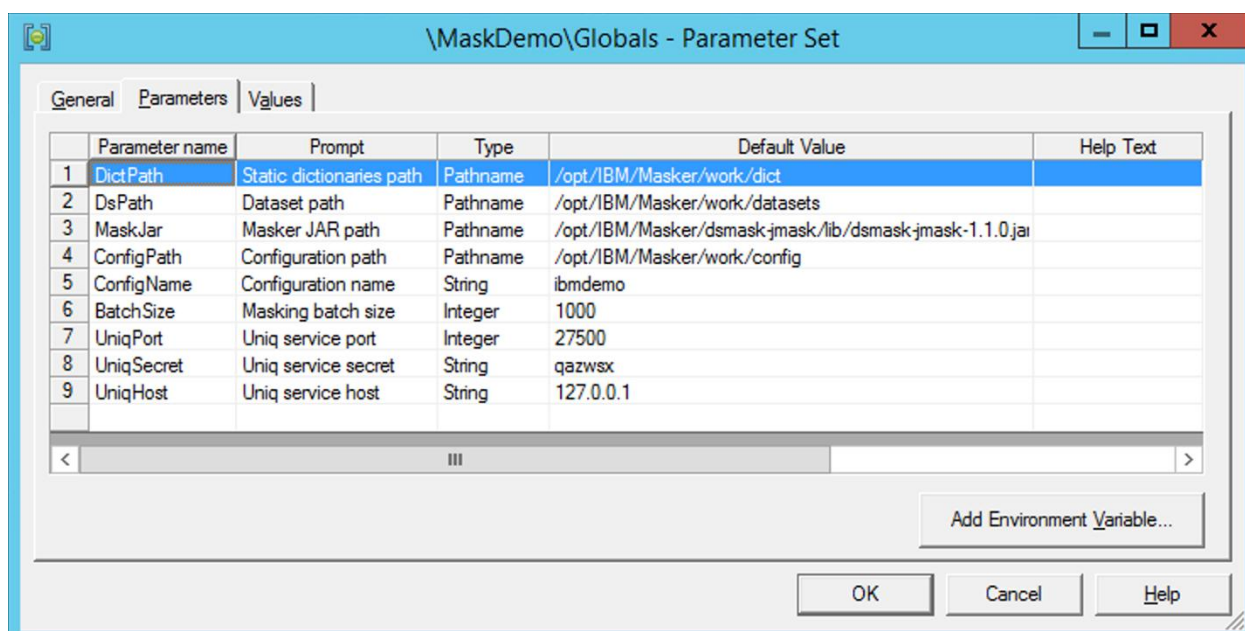 \MaskDemo\Globals - Parameter Set
General Parameters Values
Parameter name Prompt Type Default Value Help Text
1 DictPath Static dictionaries path Pathname /opt/IBM/Masker/work/dict
2 DsPath Dataset path Pathname /opt/IBM/Masker/work/datasets
3 MaskJar Masker JAR path Pathname /opt/IBM/Masker/dsmask-jmask/lib/dsmask-jmask-1.1.0.jar
4 ConfigPath Configuration path Pathname /opt/IBM/Masker/work/config
5 ConfigName Configuration name String ibmdemo
6 BatchSize Masking batch size Integer 1000
7 UniqPort Uniq service port Integer 27500
8 UniqSecret Uniq service secret String qazwsx
9 UniqHost Uniq service host String 127.0.0.1
Add Environment Variable...
OK Cancel Help